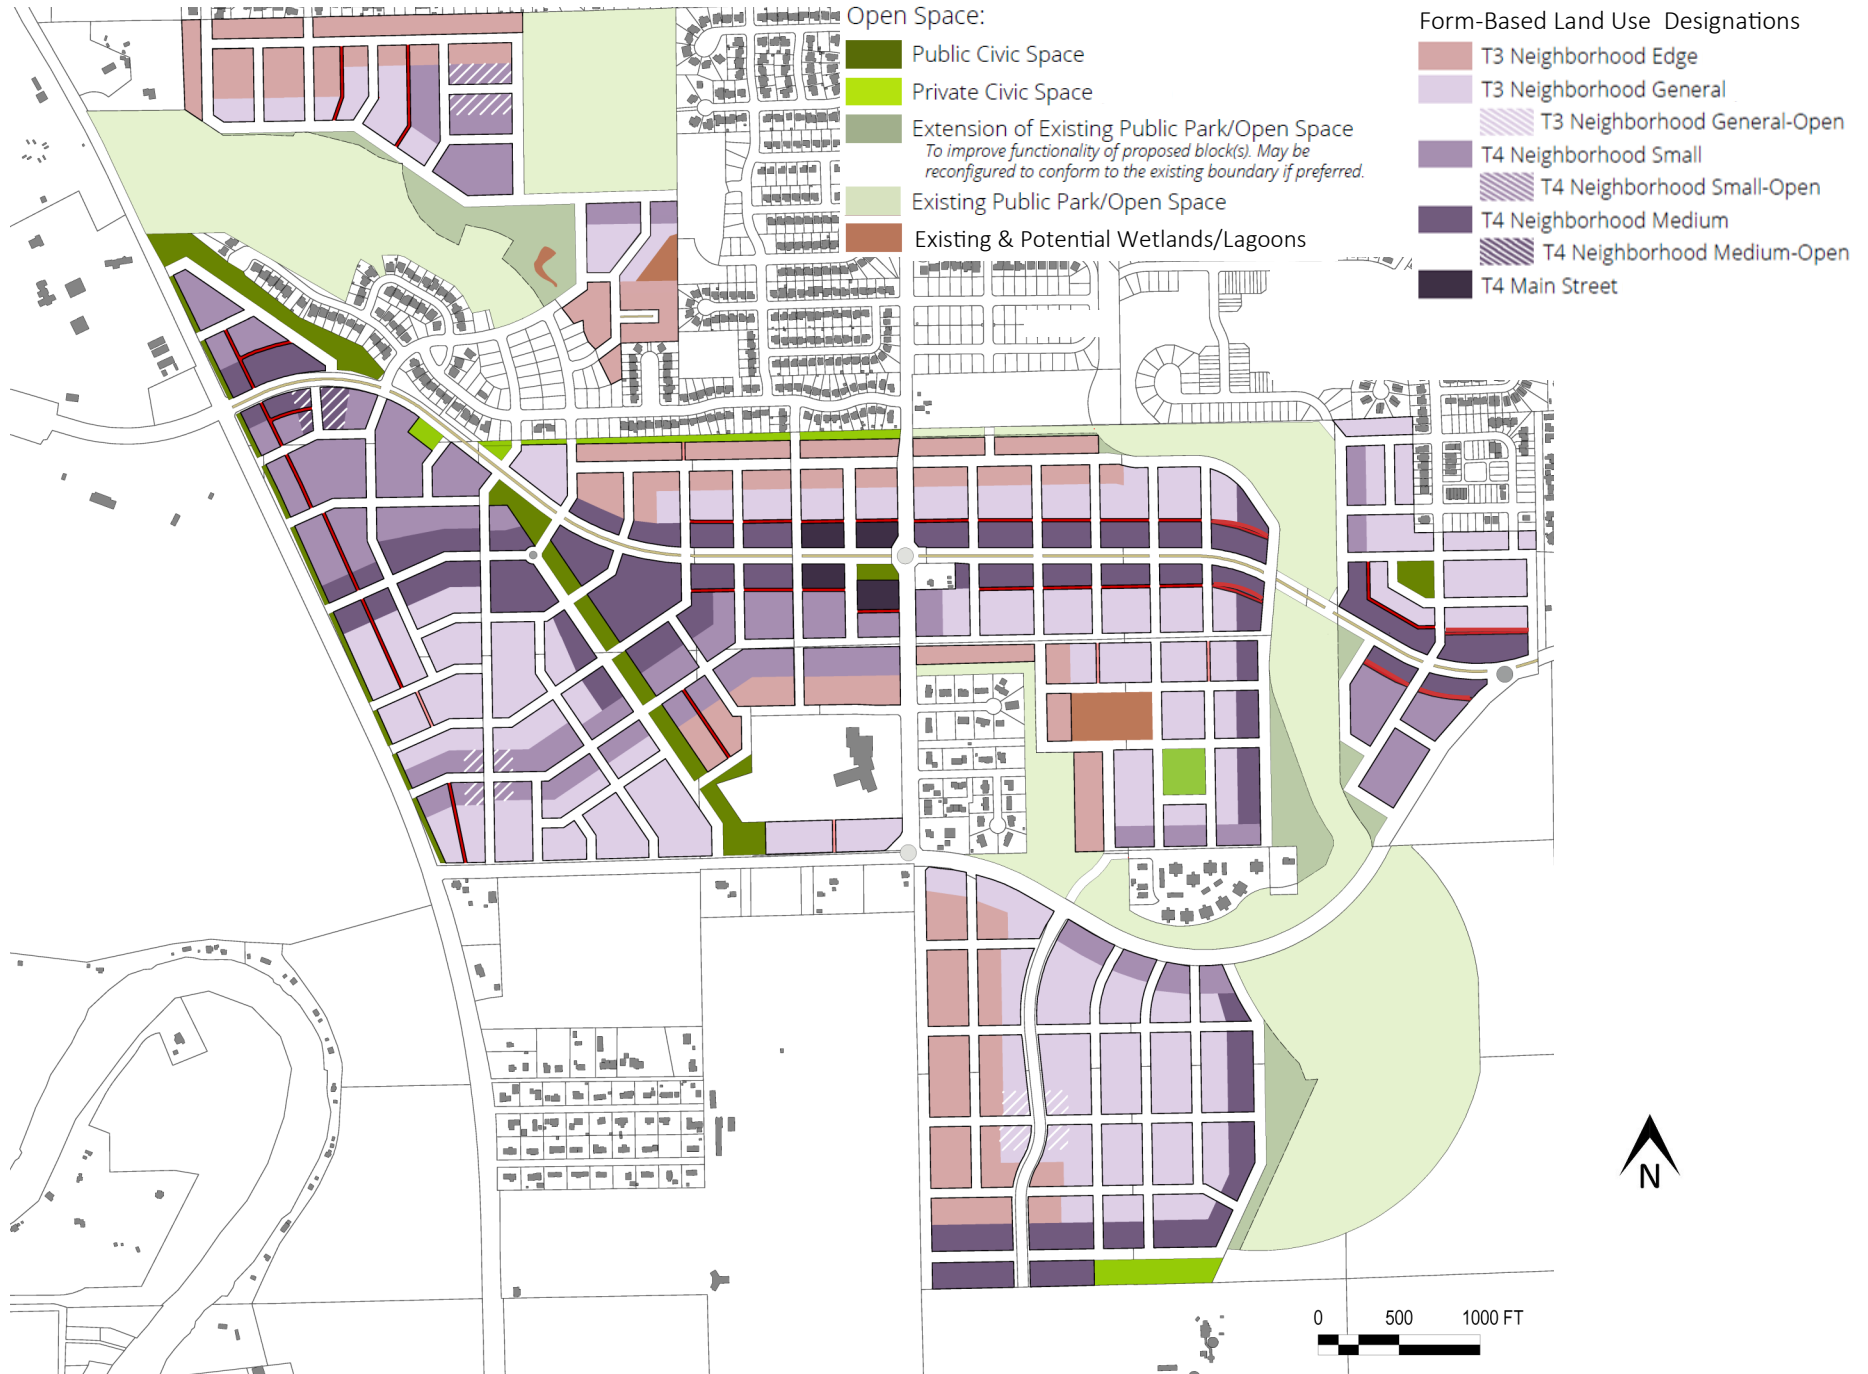 Open Space:
Public Civic Space
Private Civic Space
Extension of Existing Public Park/Open Space
To improve functionality of proposed block(s). May be
reconfigured to conform to the existing boundary if preferred.
Existing Public Park/Open Space
Existing & Potential Wetlands/Lagoons
Form-Based Land Use Designations
T3 Neighborhood Edge
T3 Neighborhood General
T3 Neighborhood General-Open
T4 Neighborhood Small
T4 Neighborhood Small-Open
T4 Neighborhood Medium
T4 Neighborhood Medium-Open
T4 Main Street
N
0 500 1000 FT